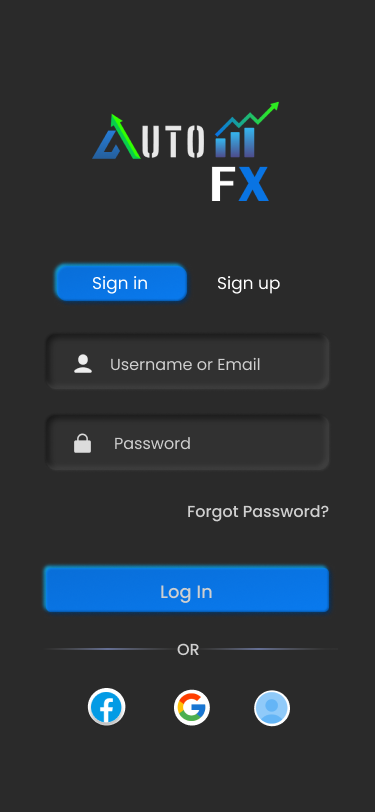 AUTO
FX
Sign in Sign up
Username or Email
Password
Forgot Password?
Log In
OR